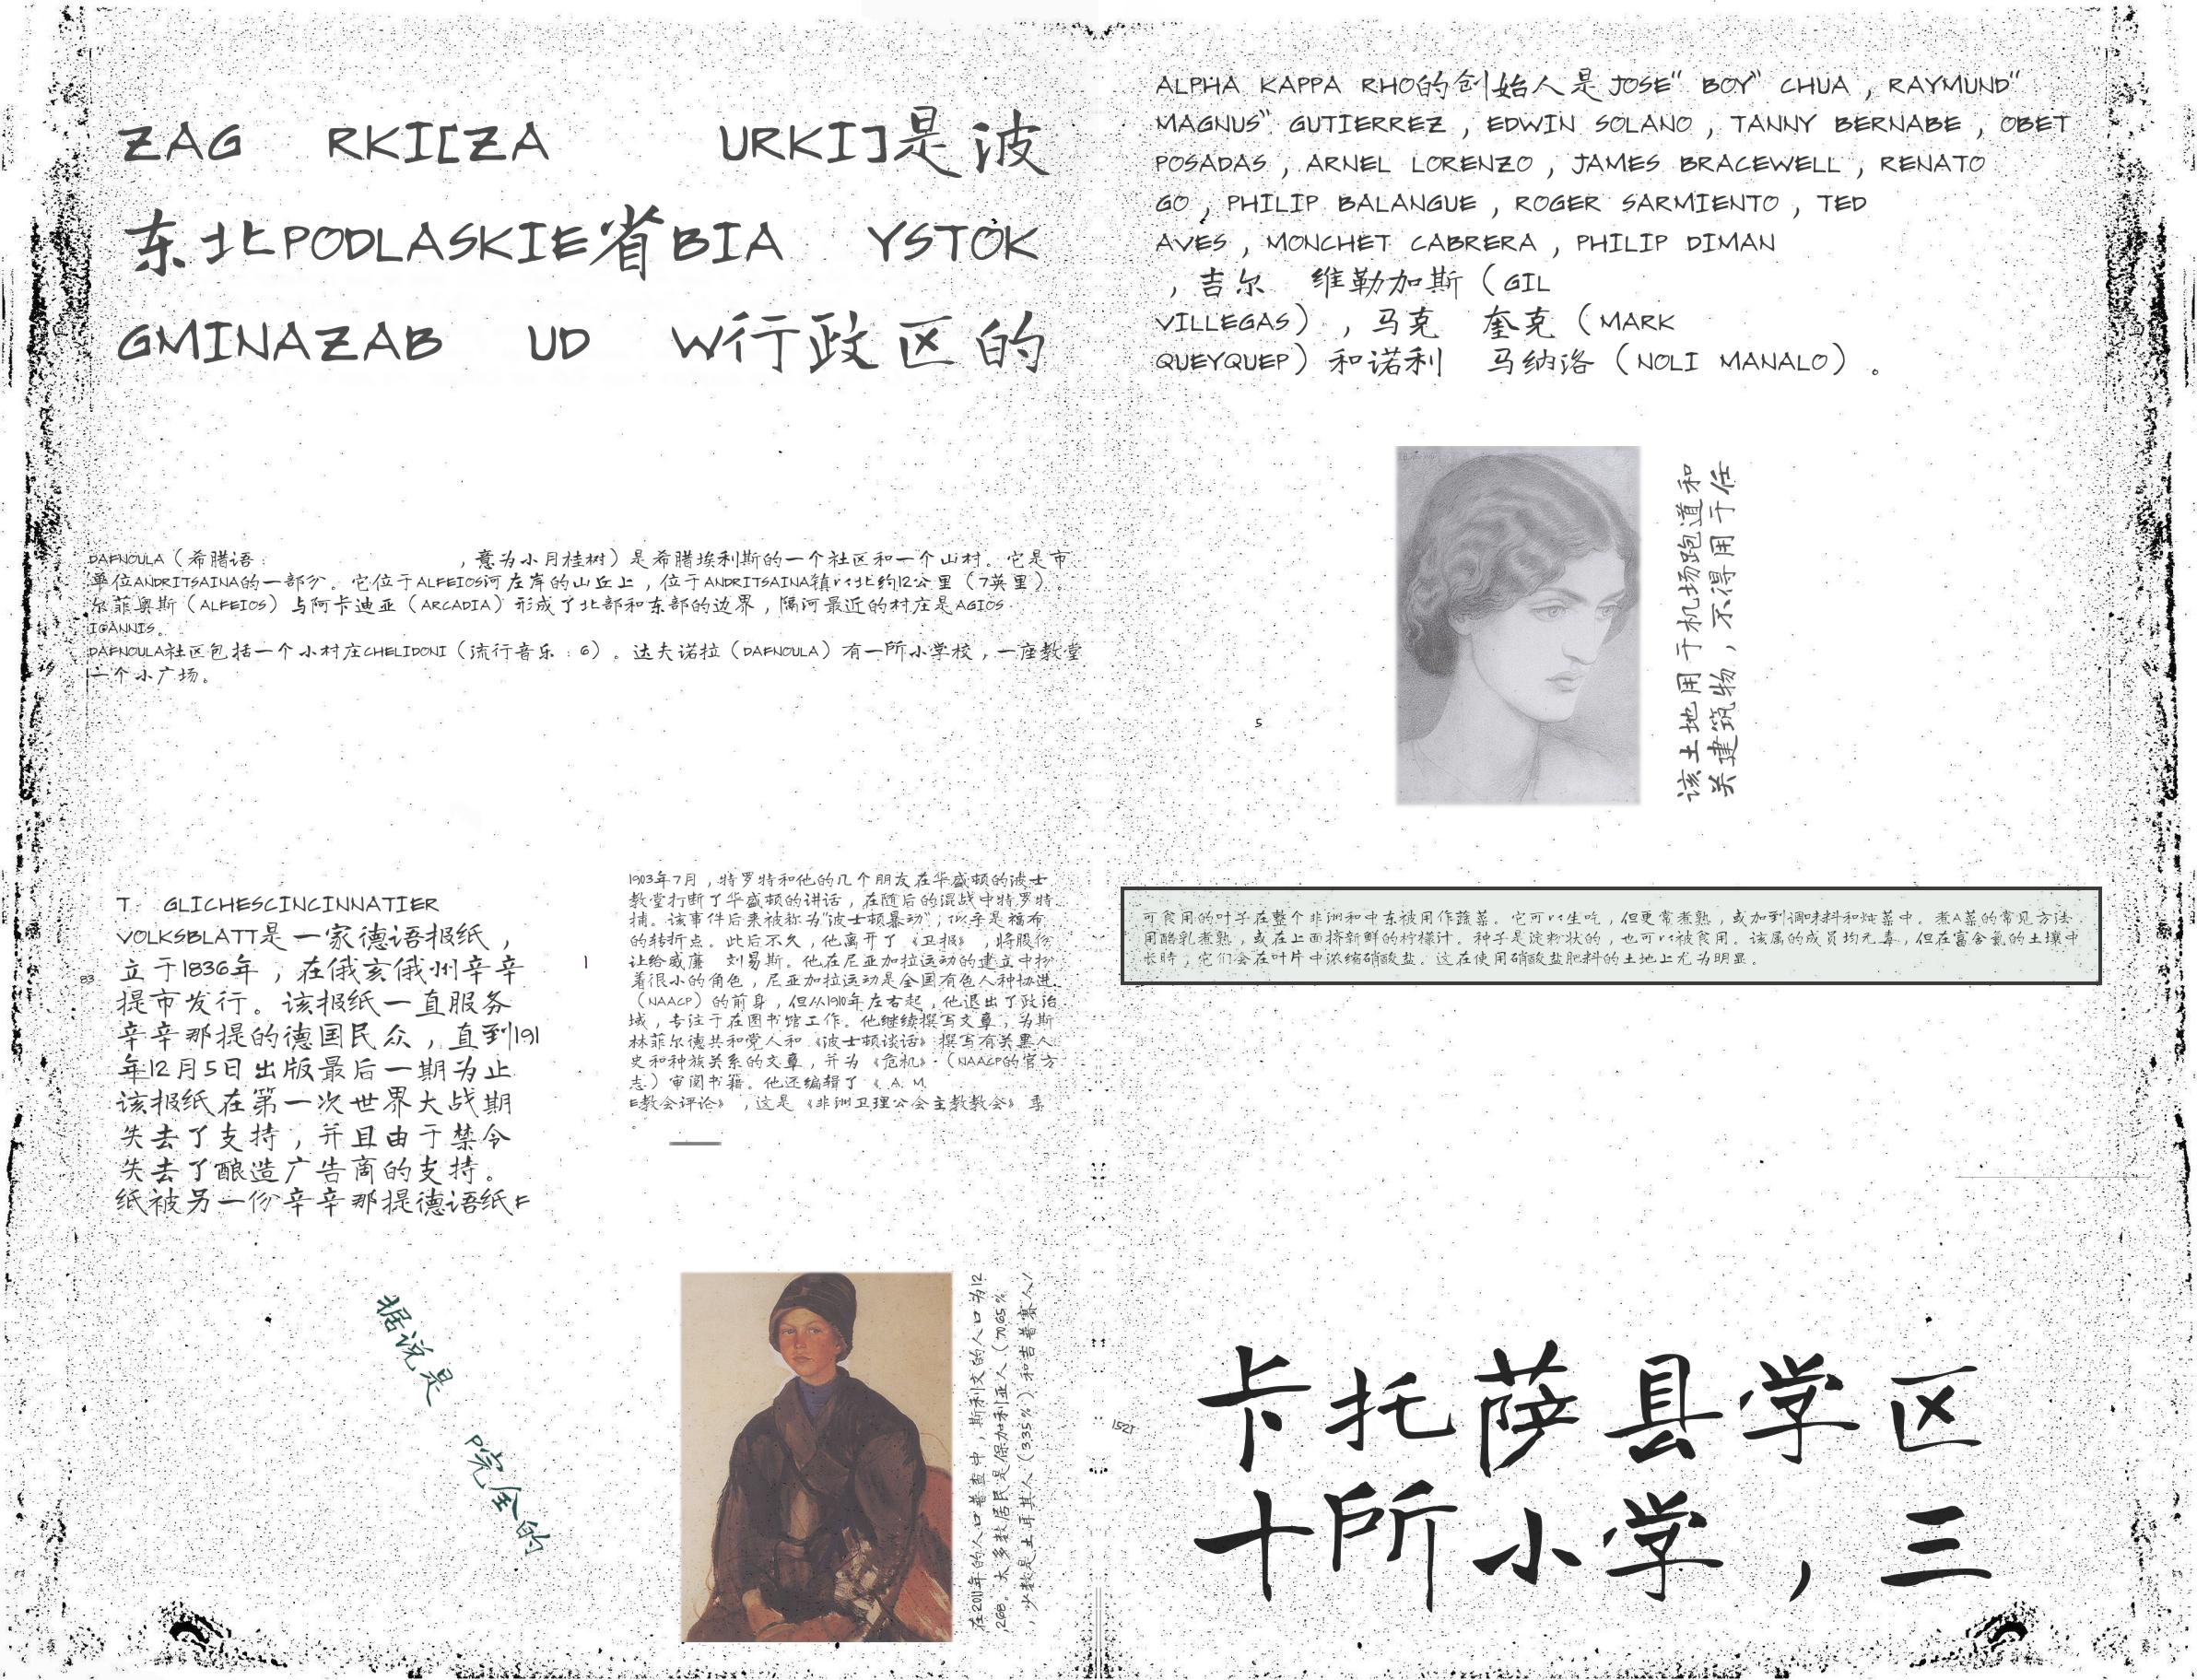 ZAG RKI[ZA URKI]是波
东北PODLASKIE省BIA YSTOK
GMINAZAB UD W行政区的
DAFNOULA（希腊语： ，意为小月桂树）是希腊埃利斯的一个社区和一个山村。它是市
单位ANDRITSAINA的一部分。它位于ALFEIOS河左岸的山丘上，位于ANDRITSAINA镇以北约12公里（7英里）
尔菲奥斯（ALFEIOS）与阿卡迪亚（ARCADIA）形成了北部和东部的边界，隔河最近的村庄是AGIOS
IOANNIS。
DAFNOULA社区包括一个小村庄CHELIDONI（流行音乐：6）。达夫诺拉（DAFNOULA）有一所小学校，一座教堂
一个小广场。
T GLICHESCINCINNATIER
VOLKSBLATT是一家德语报纸，
立于1836年，在俄亥俄州辛辛
提市发行。该报纸一直服务
辛辛那提的德国民众，直到191
年12月5日出版最后一期为止
该报纸在第一次世界大战期
失去了支持，并且由于禁令
失去了酿造广告商的支持。
纸被另一份辛辛那提德语纸F
83
1
1903年7月，特罗特和他的几个朋友在华盛顿的波士
教堂打断了华盛顿的讲话，在随后的混战中特罗特
捕。该事件后来被称为“波士顿暴动”，似乎是福布
的转折点。此后不久，他离开了《卫报》，将股份
让给威廉 刘易斯。他在尼亚加拉运动的建立中扮
着很小的角色，尼亚加拉运动是全国有色人种协进
（NAACP）的前身，但从1910年左右起，他退出了政治
域，专注于在图书馆工作。他继续撰写文章，为斯
林菲尔德共和党人和《波士顿谈话》撰写有关黑人
史和种族关系的文章，并为《危机》（NAACP的官方
志）审阅书籍。他还编辑了《 A. M.
E教会评论》，这是《非洲卫理公会主教教会》季
。
据说是
P完全的
在2011年的人口普查中，斯利文的人口为12
,268。大多数居民是保加利亚人（70.65％
，少数是土耳其人（3.35％）和吉普赛人/
ALPHA KAPPA RHO的创始人是JOSE“ BOY” CHUA，RAYMUND“
MAGNUS” GUTIERREZ，EDWIN SOLANO，TANNY BERNABE，OBET
POSADAS，ARNEL LORENZO，JAMES BRACEWELL，RENATO
GO，PHILIP BALANGUE，ROGER SARMIENTO，TED
AVES，MONCHET CABRERA，PHILIP DIMAN
，吉尔 维勒加斯（GIL
VILLEGAS），马克 奎克（MARK
QUEYQUEP）和诺利 马纳洛（NOLI MANALO）。
该土地用于机场跑道和
关建筑物，不得用于任
5
可食用的叶子在整个非洲和中东被用作蔬菜。它可以生吃，但更常煮熟，或加到调味料和炖菜中。煮A菜的常见方法
用酪乳煮熟，或在上面挤新鲜的柠檬汁。种子是淀粉状的，也可以被食用。该属的成员均无毒，但在富含氮的土壤中
长时，它们会在叶片中浓缩硝酸盐。这在使用硝酸盐肥料的土地上尤为明显。
1521
卡托萨县学区
十所小学，三